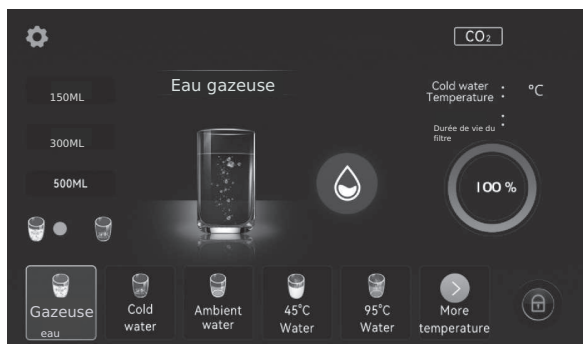 CO2
Eau gazeuse
150ML
300ML
500ML
Cold water
Temperature : °C
:
Durée de vie du
filtre
100 %
Gazeuse
eau
Cold
water
Ambient
water
45°C
Water
95°C
Water
More
temperature